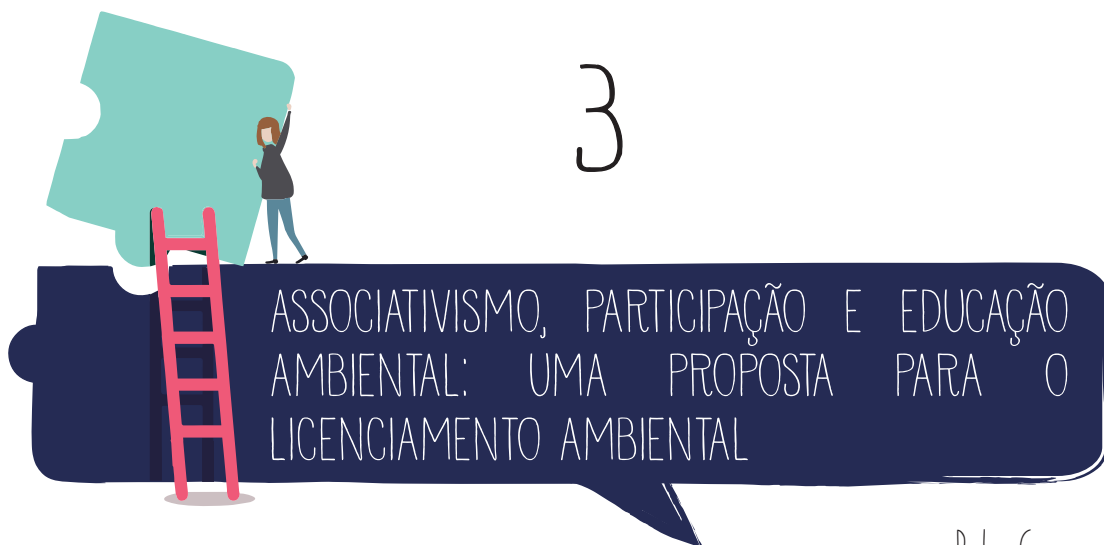 3
ASSOCIATIVISMO, PARTICIPAÇÃO E EDUCAÇÃO
AMBIENTAL: UMA PROPOSTA PARA O
LICENCIAMENTO AMBIENTAL